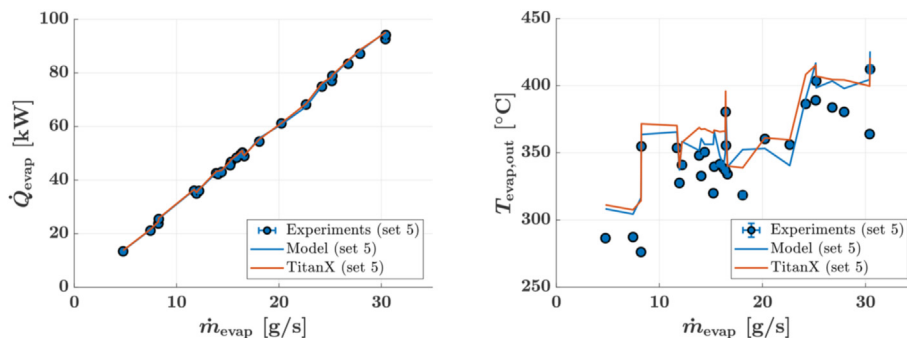 100
80
60
40
20
0
Q̇evap [kW]
Experiments (set 5)
Model (set 5)
TitanX (set 5)
0 10 20 30
ṁevap [g/s]
450
400
350
300
250
Tevap,out [°C]
Experiments (set 5)
Model (set 5)
TitanX (set 5)
0 10 20 30
ṁevap [g/s]